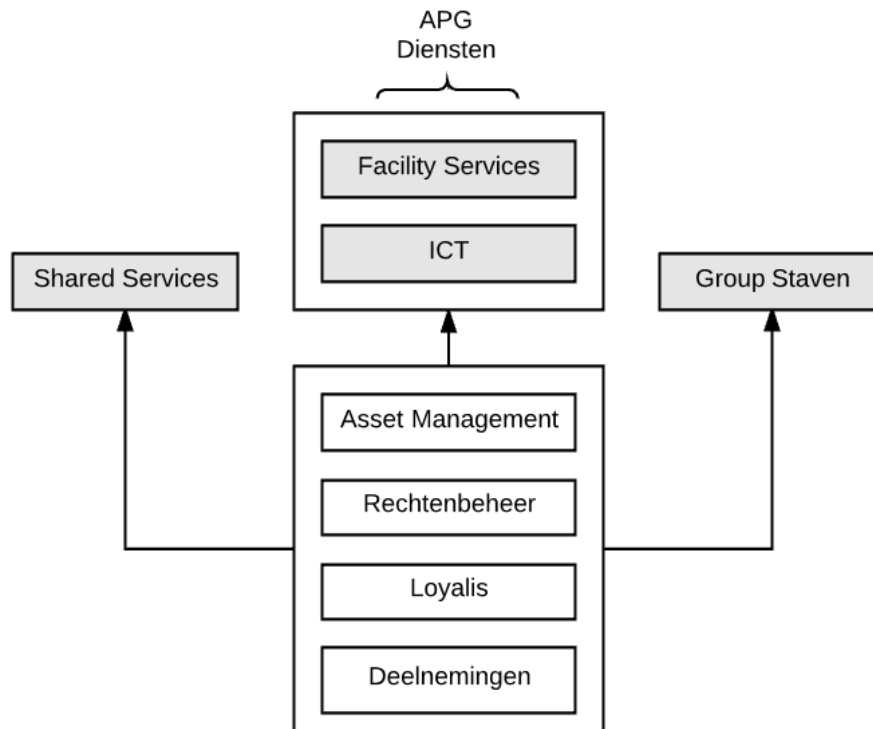 APG
Diensten
Facility Services
ICT
Shared Services
Group Staven
Asset Management
Rechtenbeheer
Loyalis
Deelnemingen